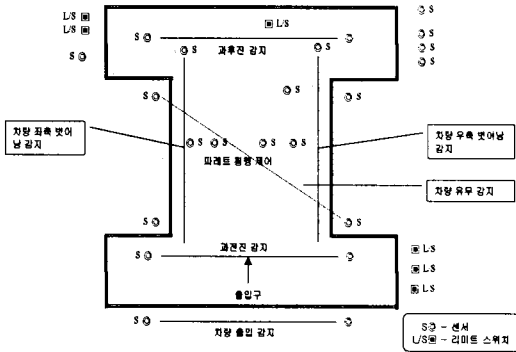 L/S
L/S
S
S
L/S
S
S
S
S
S
과후진 감지
S
S
S
S
S
차량 좌측 벗어
남 감지
S
S
S
S
파레트 횡행 제어
차량 우측 벗어남
감지
차량 유무 감지
S
S
과전진 감지
S
S
L/S
L/S
L/S
출입구
S
차량 출입 감지
S - 센서
L/S - 리미트 스위치